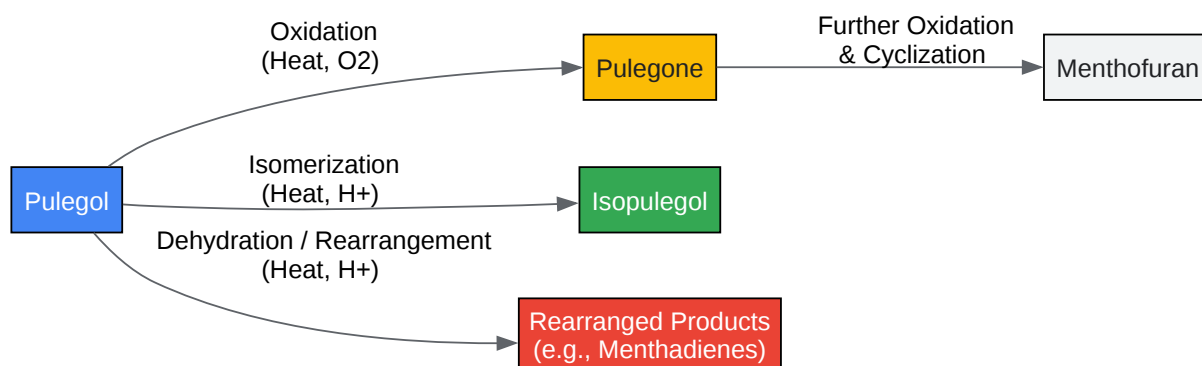 Oxidation
(Heat, O2)
Further Oxidation
& Cyclization
Pulegone
Menthofuran
Isomerization
(Heat, H+)
Pulegol
Isopulegol
Dehydration / Rearrangement
(Heat, H+)
Rearranged Products
(e.g., Menthadienes)